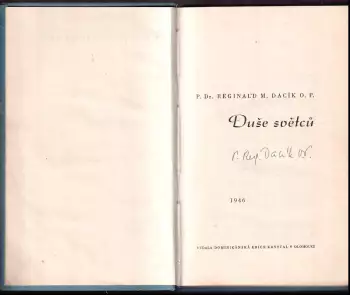 P. Dr. REGINALD M. DACÍK O. P.
Duše světců
P. Reg. Dacík OP.
1946
VYDALA DOMINIKÁNSKÁ EDICE KRYSTAL V OLOMOUCI